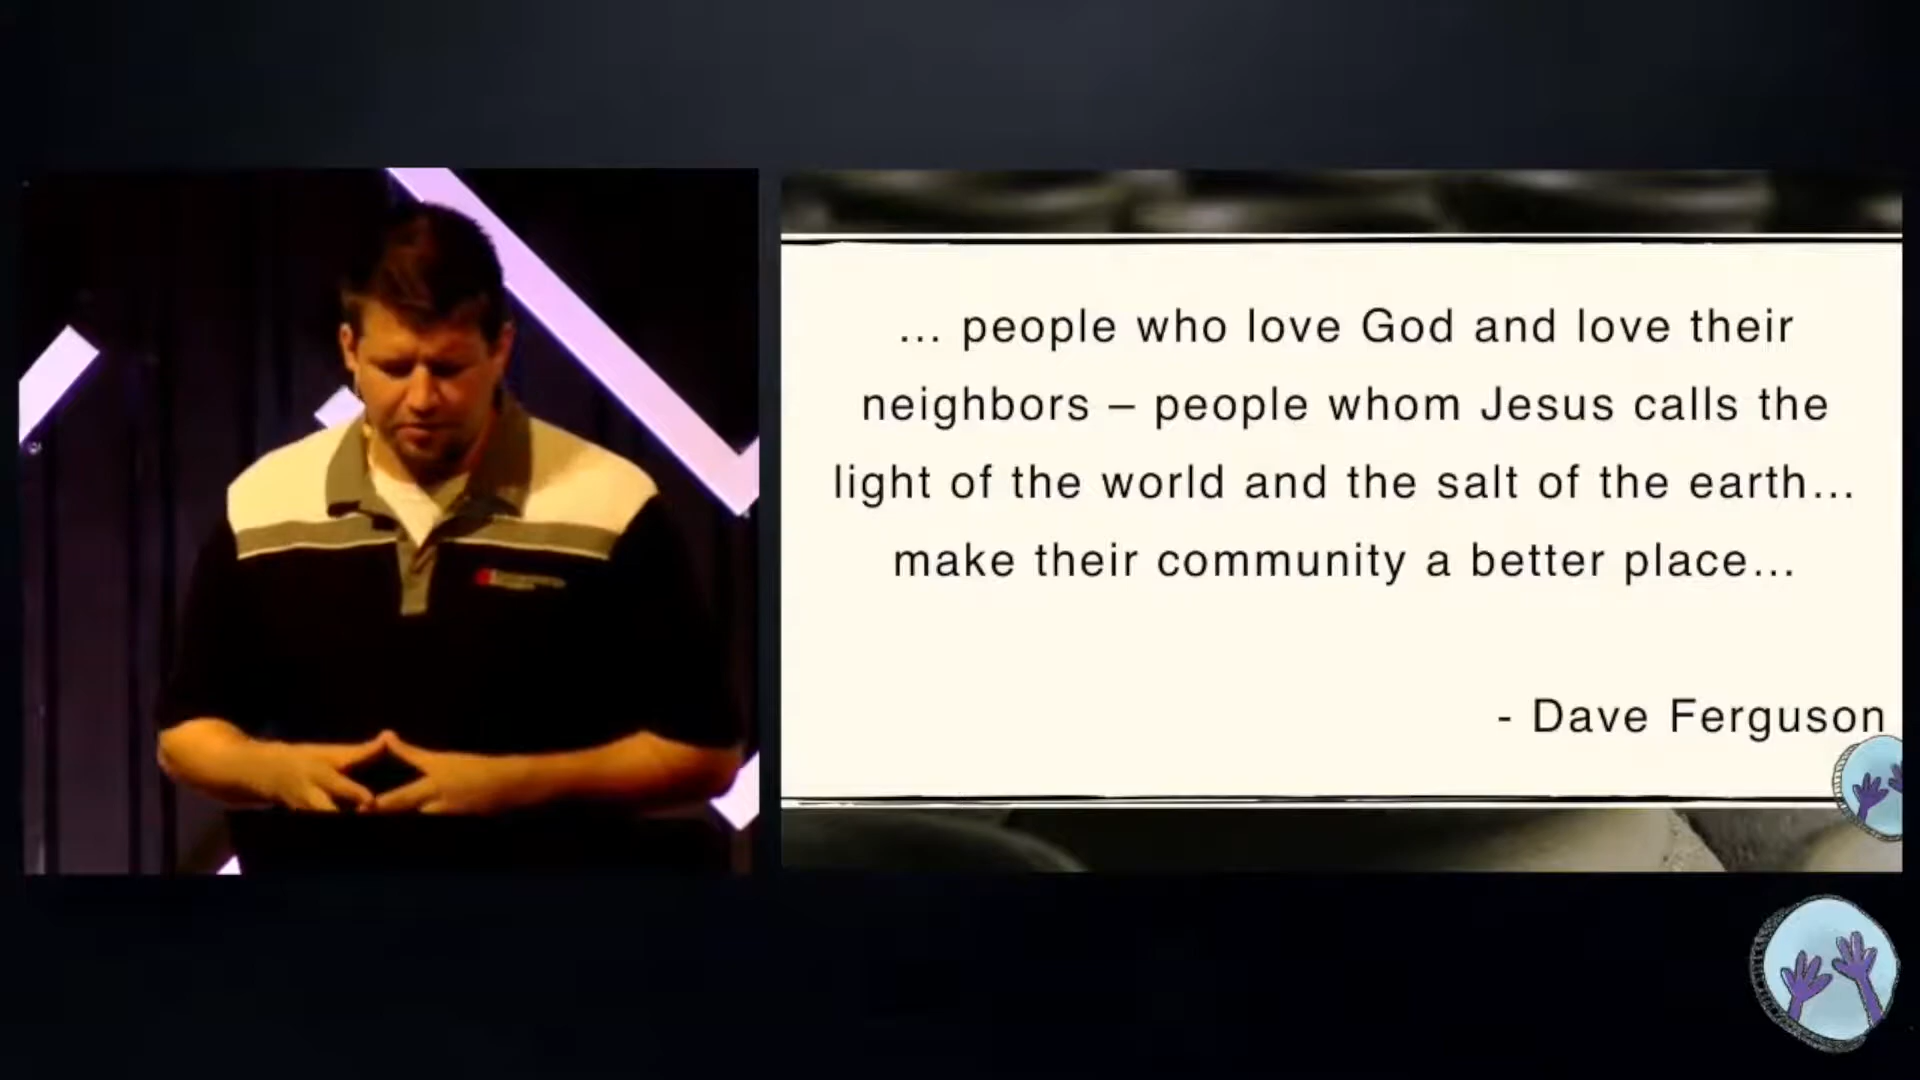 … people who love God and love their
neighbors – people whom Jesus calls the
light of the world and the salt of the earth…
make their community a better place…
- Dave Ferguson